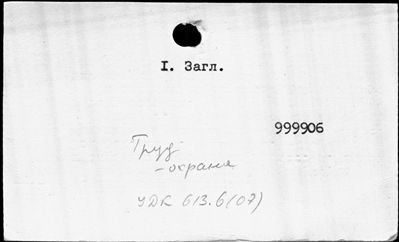 I. Загл.
999906
Труд-
-охрана
УДК 613.6(07)